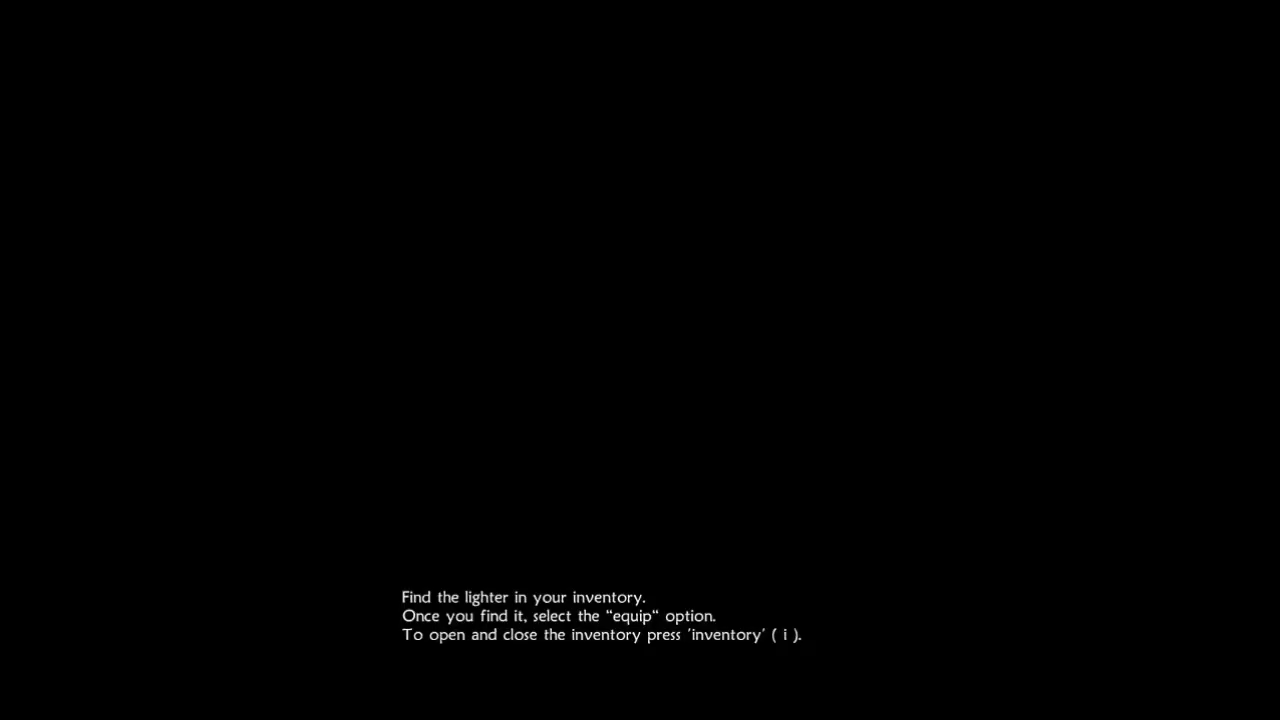 Find the lighter in your inventory.
Once you find it, select the “equip“ option.
To open and close the inventory press 'inventory' ( i ).